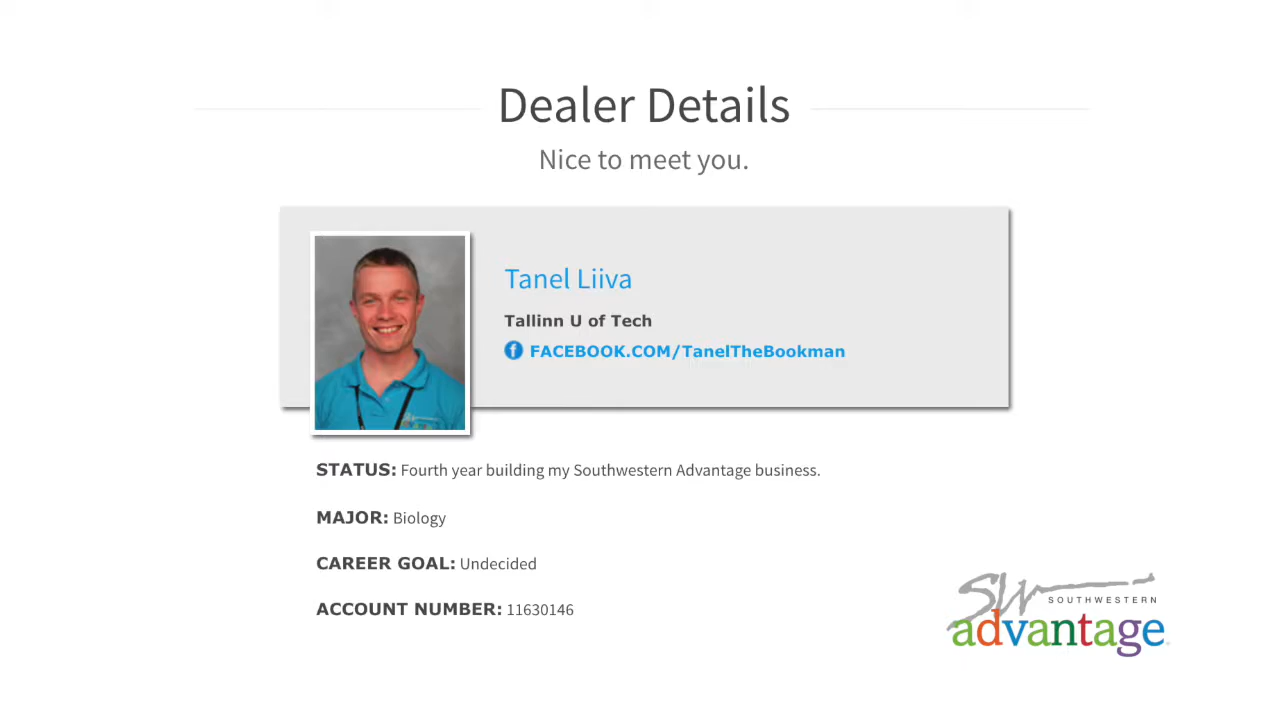 Dealer Details
Nice to meet you.
Tanel Liiva
Tallinn U of Tech
f FACEBOOK.COM/TanelTheBookman
STATUS: Fourth year building my Southwestern Advantage business.
MAJOR: Biology
CAREER GOAL: Undecided
ACCOUNT NUMBER: 11630146
SW
SOUTHWESTERN
advantage